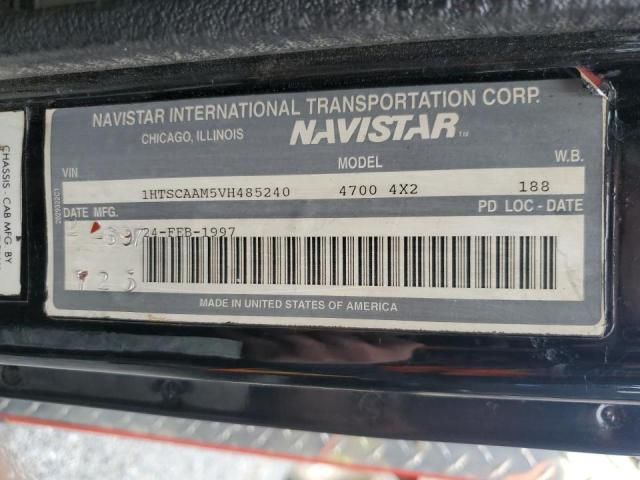 NAVISTAR INTERNATIONAL TRANSPORTATION CORP.
CHICAGO, ILLINOIS NAVISTAR TM
VIN MODEL W.B.
1HTSCAAM5VH485240 4700 4X2 188
DATE MFG. PD LOC - DATE
24-FEB-1997
MADE IN UNITED STATES OF AMERICA
CHASSIS - CAB MFG. BY